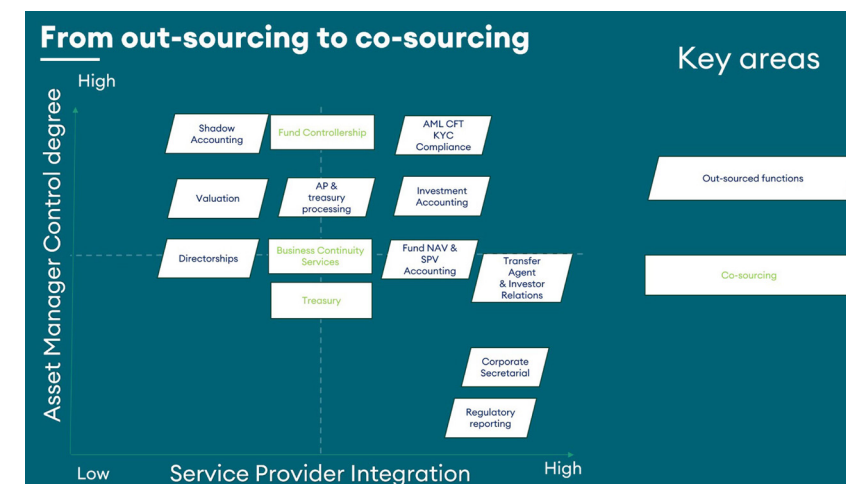 From out-sourcing to co-sourcing
Key areas
High
Asset Manager Control degree
Shadow
Accounting
Fund Controllership
AML CFT
KYC
Compliance
Out-sourced functions
Valuation
AP &
treasury
processing
Investment
Accounting
Directorships
Business Continuity
Services
Fund NAV &
SPV
Accounting
Transfer
Agent
& Investor
Relations
Co-sourcing
Treasury
Corporate
Secretarial
Regulatory
reporting
Low
Service Provider Integration
High